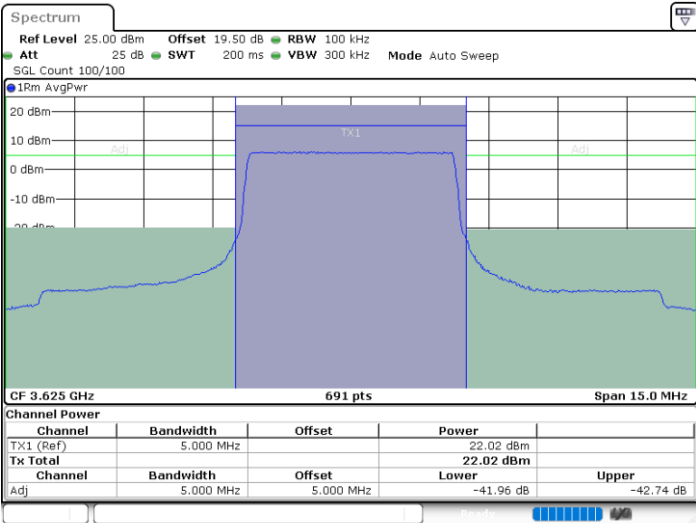 Spectrum
Ref Level 25.00 dBm Offset 19.50 dB RBW 100 kHz
Att 25 dB SWT 200 ms VBW 300 kHz Mode Auto Sweep
SGL Count 100/100
1Rm AvgPwr
20 dBm
TX1
10 dBm
Adj Adj
0 dBm
-10 dBm
-20 dBm
CF 3.625 GHz 691 pts Span 15.0 MHz
Channel Power
Channel Bandwidth Offset Power
TX1 (Ref) 5.000 MHz 22.02 dBm
Tx Total 22.02 dBm
Channel Bandwidth Offset Lower Upper
Adj 5.000 MHz 5.000 MHz -41.96 dB -42.74 dB
Ready